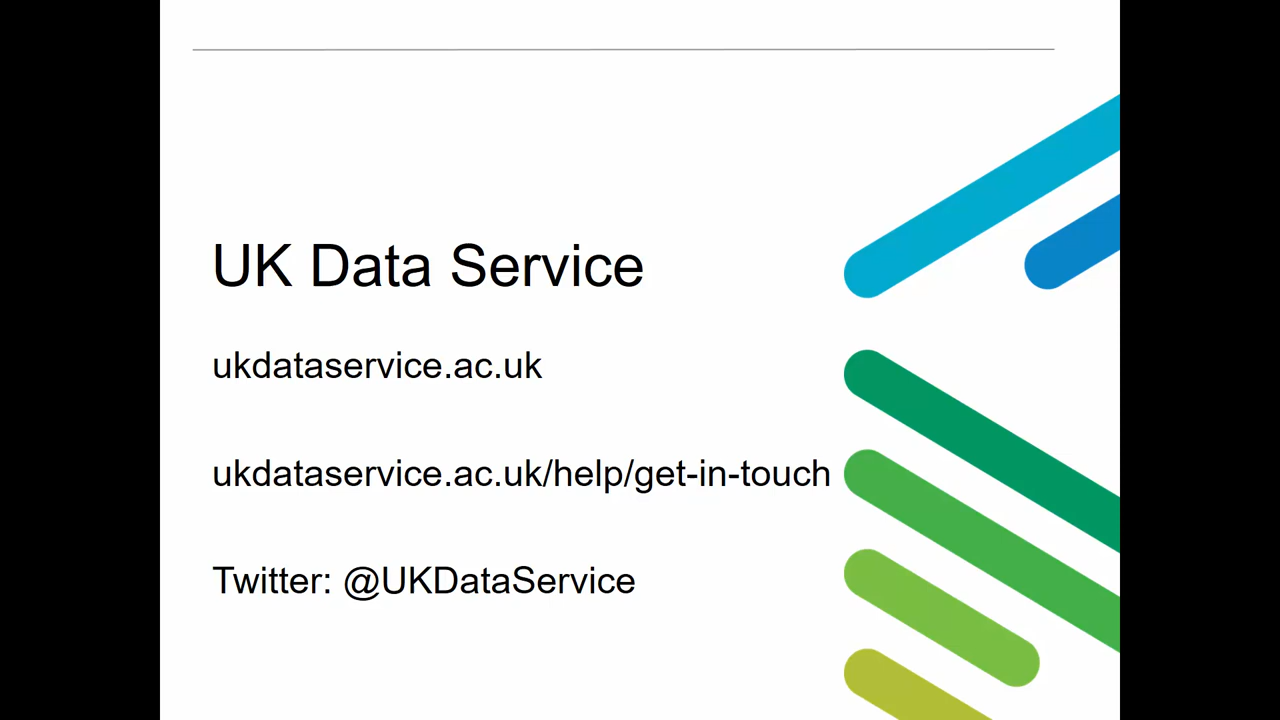 UK Data Service
ukdataservice.ac.uk
ukdataservice.ac.uk/help/get-in-touch
Twitter: @UKDataService